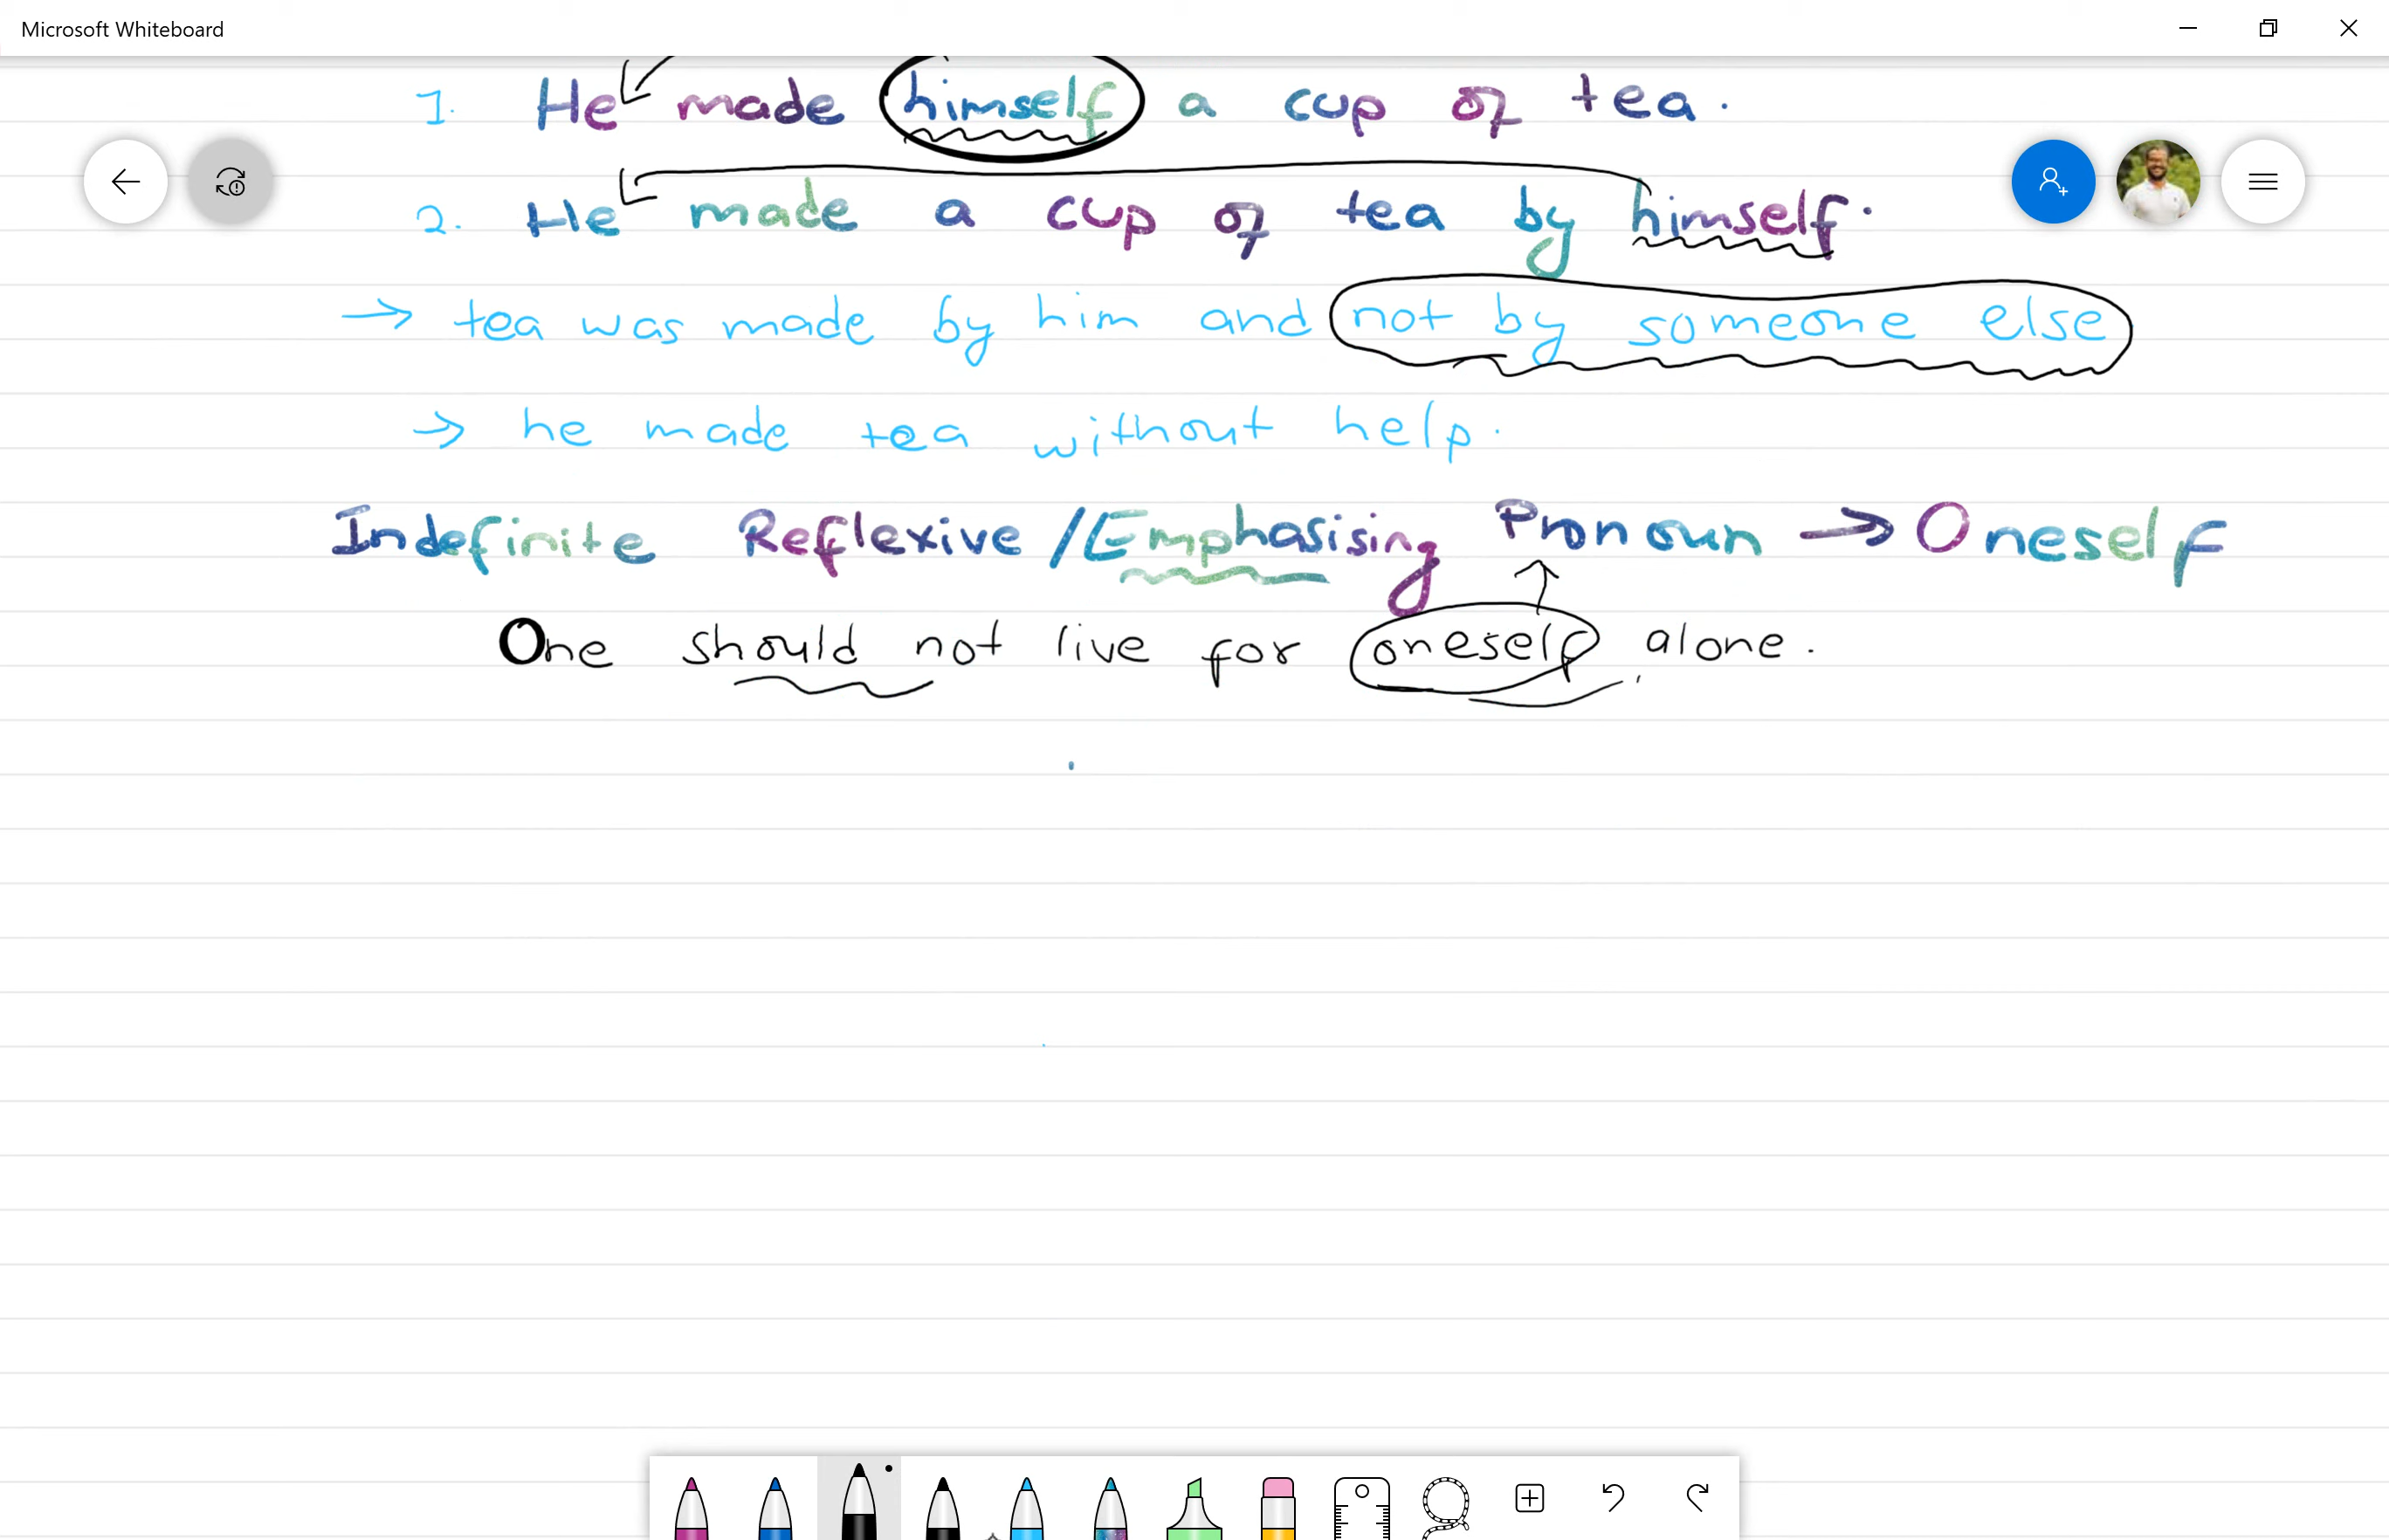 Microsoft Whiteboard
1. He made himself a cup of tea.
2. He made a cup of tea by himself.
→ tea was made by him and not by someone else
→ he made tea without help.
Indefinite Reflexive/Emphasising Pronoun → Oneself
One should not live for oneself alone.